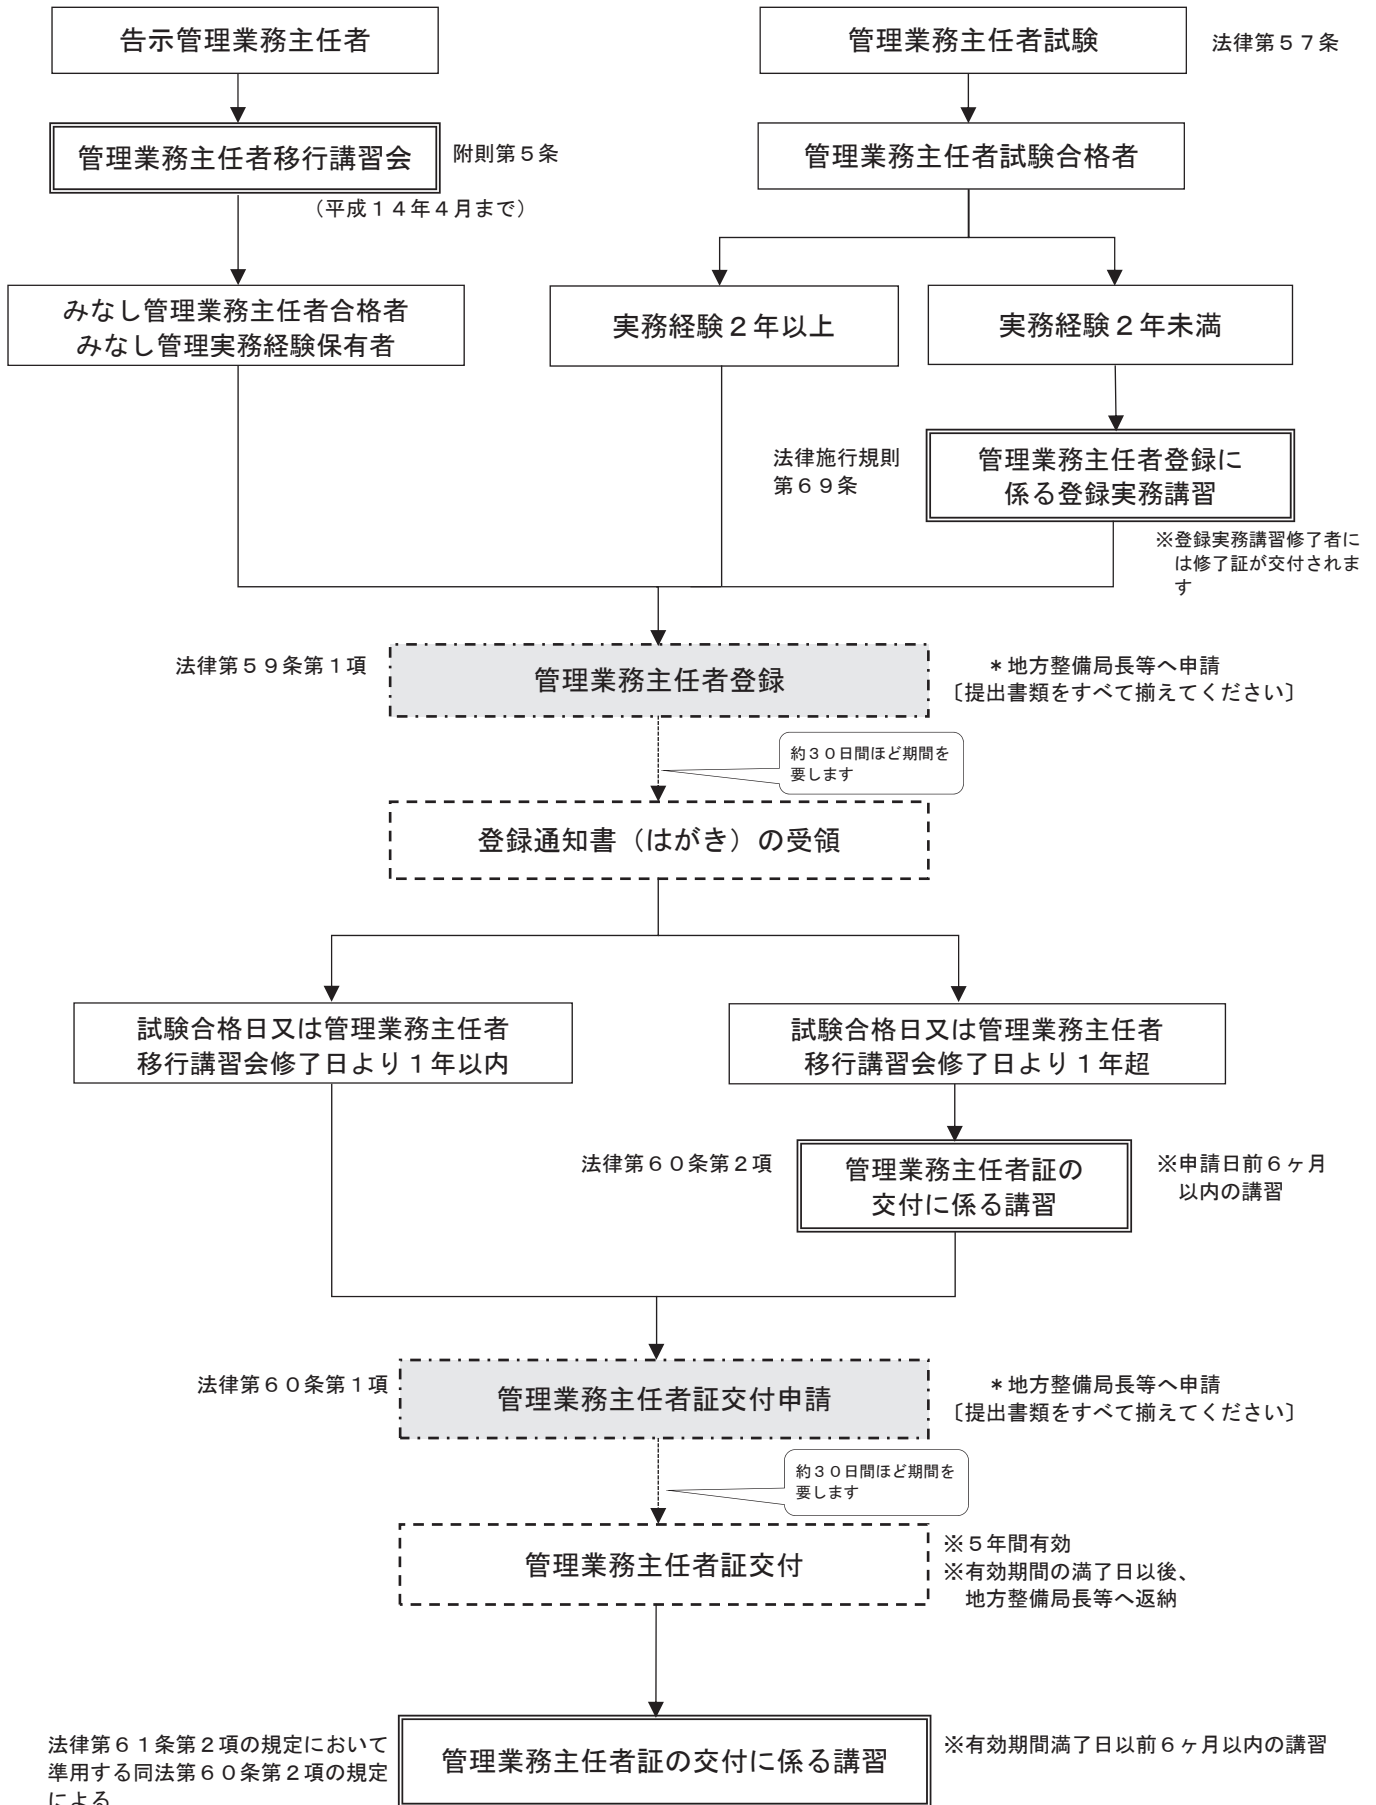 告示管理業務主任者
管理業務主任者試験
法律第５７条
管理業務主任者移行講習会
附則第５条
（平成１４年４月まで）
管理業務主任者試験合格者
みなし管理業務主任者合格者
みなし管理実務経験保有者
実務経験２年以上
実務経験２年未満
法律施行規則
第６９条
管理業務主任者登録に
係る登録実務講習
※登録実務講習修了者に
は修了証が交付されま
す
法律第５９条第１項
管理業務主任者登録
＊地方整備局長等へ申請
〔提出書類をすべて揃えてください〕
約３０日間ほど期間を
要します
登録通知書（はがき）の受領
試験合格日又は管理業務主任者
移行講習会修了日より１年以内
試験合格日又は管理業務主任者
移行講習会修了日より１年超
法律第６０条第２項
管理業務主任者証の
交付に係る講習
※申請日前６ヶ月
以内の講習
法律第６０条第１項
管理業務主任者証交付申請
＊地方整備局長等へ申請
〔提出書類をすべて揃えてください〕
約３０日間ほど期間を
要します
管理業務主任者証交付
※５年間有効
※有効期間の満了日以後、
地方整備局長等へ返納
法律第６１条第２項の規定において
準用する同法第６０条第２項の規定
による
管理業務主任者証の交付に係る講習
※有効期間満了日以前６ヶ月以内の講習